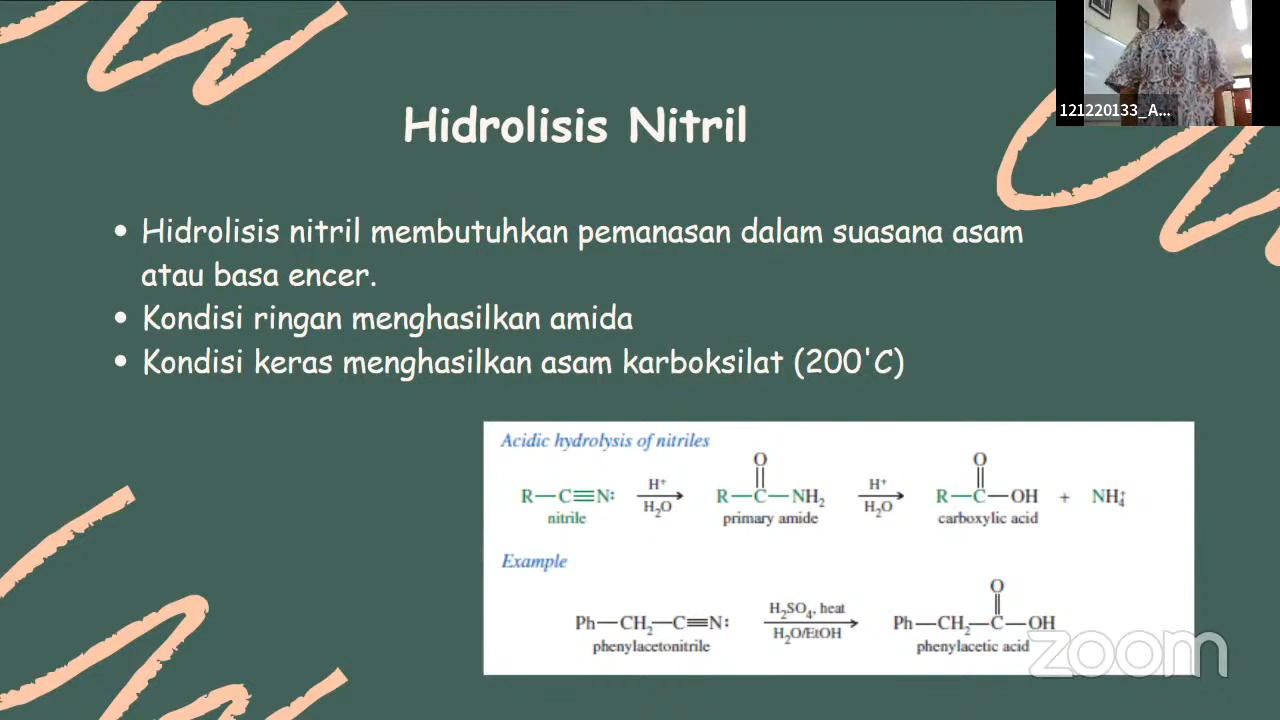 121220133_A...
Hidrolisis Nitril
• Hidrolisis nitril membutuhkan pemanasan dalam suasana asam
atau basa encer.
• Kondisi ringan menghasilkan amida
• Kondisi keras menghasilkan asam karboksilat (200'C)
Acidic hydrolysis of nitriles
O O
H⁺ H⁺
R—C≡N: R—C—NH₂ R—C—OH + NH₄⁺
H₂O H₂O
nitrile primary amide carboxylic acid
Example
O
H₂SO₄, heat
Ph—CH₂—C≡N: Ph—CH₂—C—OH
H₂O/EtOH
phenylacetonitrile phenylacetic acid
zoom